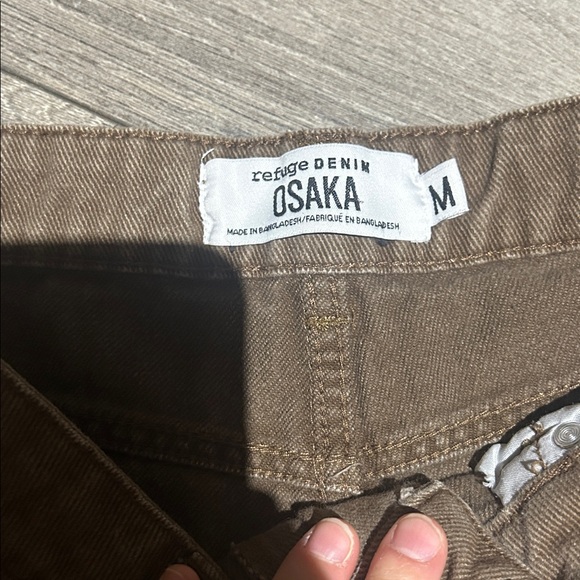 refuge DENIM
OSAKA
MADE IN BANGLADESH/FABRIQUÉ EN BANGLADESH
M